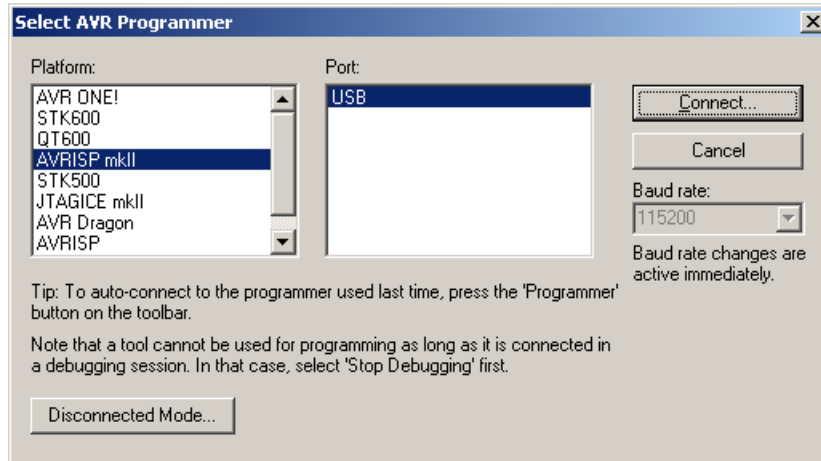 Select AVR Programmer
Platform:
AVR ONE!
STK600
QT600
AVRISP mkII
STK500
JTAGICE mkII
AVR Dragon
AVRISP
Port:
USB
Connect...
Cancel
Baud rate:
115200
Baud rate changes are
active immediately.
Tip: To auto-connect to the programmer used last time, press the 'Programmer'
button on the toolbar.
Note that a tool cannot be used for programming as long as it is connected in
a debugging session. In that case, select 'Stop Debugging' first.
Disconnected Mode...